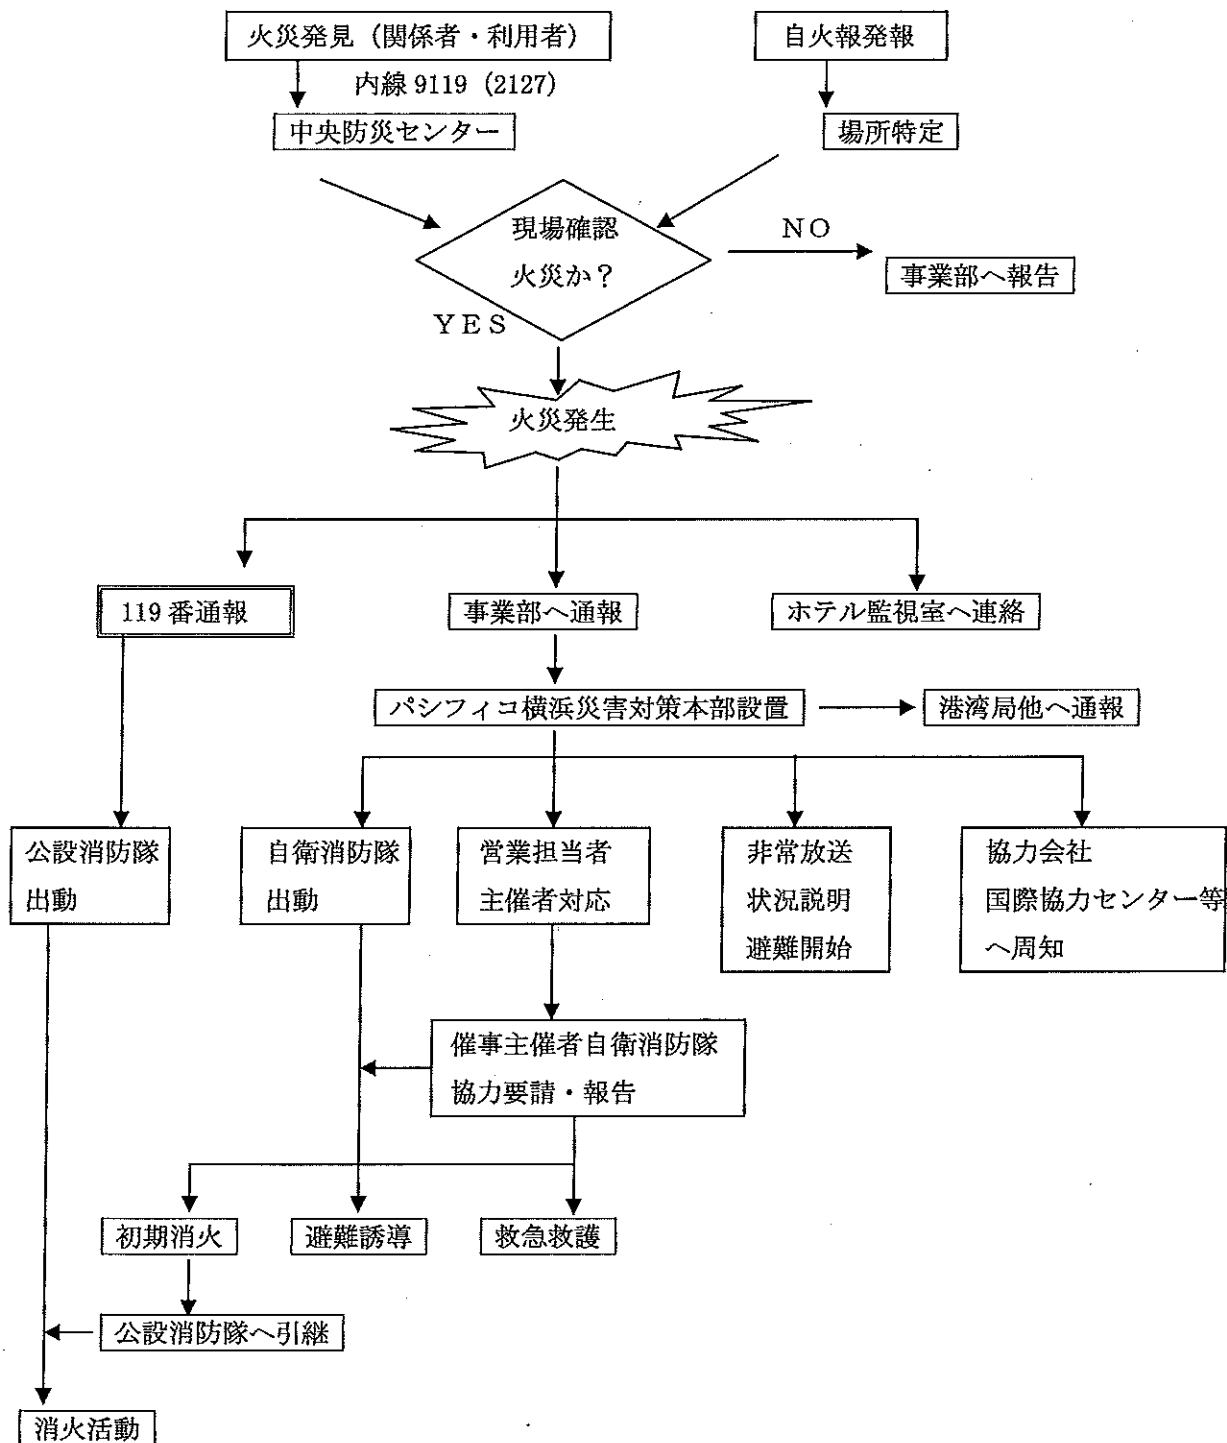 火災発見（関係者・利用者）
自火報発報
内線 9119（2127）
中央防災センター
場所特定
現場確認
火災か？
NO
事業部へ報告
YES
火災発生
119番通報
事業部へ通報
ホテル監視室へ連絡
パシフィコ横浜災害対策本部設置
港湾局他へ通報
公設消防隊
出動
自衛消防隊
出動
営業担当者
主催者対応
非常放送
状況説明
避難開始
協力会社
国際協力センター等
へ周知
催事主催者自衛消防隊
協力要請・報告
初期消火
避難誘導
救急救護
公設消防隊へ引継
消火活動